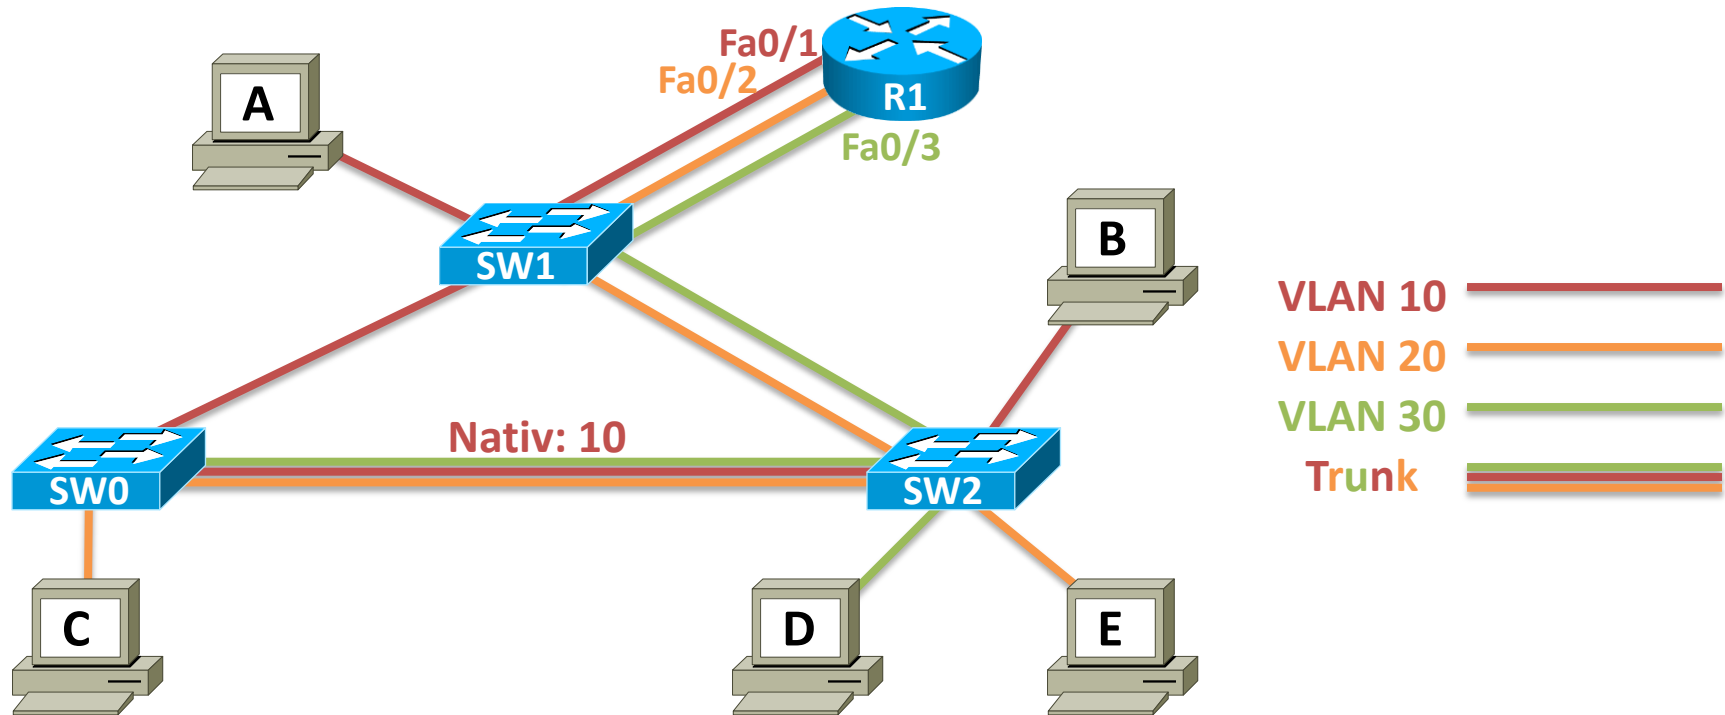 Fa0/1
Fa0/2
R1
A
Fa0/3
B
SW1
VLAN 10
VLAN 20
VLAN 30
Trunk
Nativ: 10
SW0
SW2
C
D
E